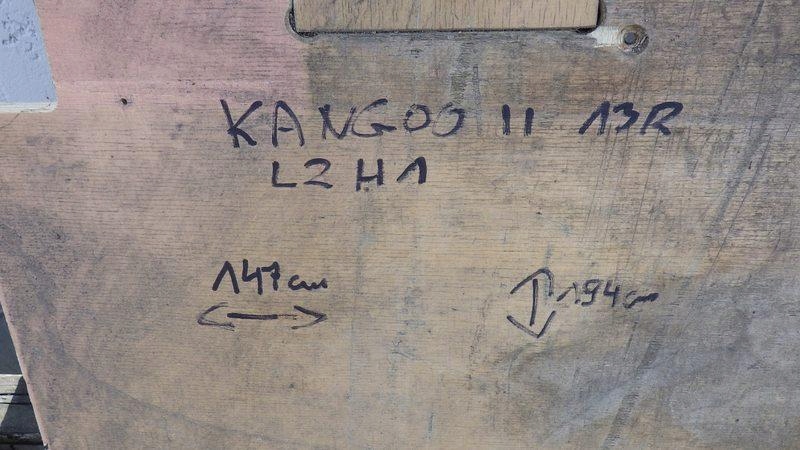 KANGOO II 13R
L2H1
147cm
194cm